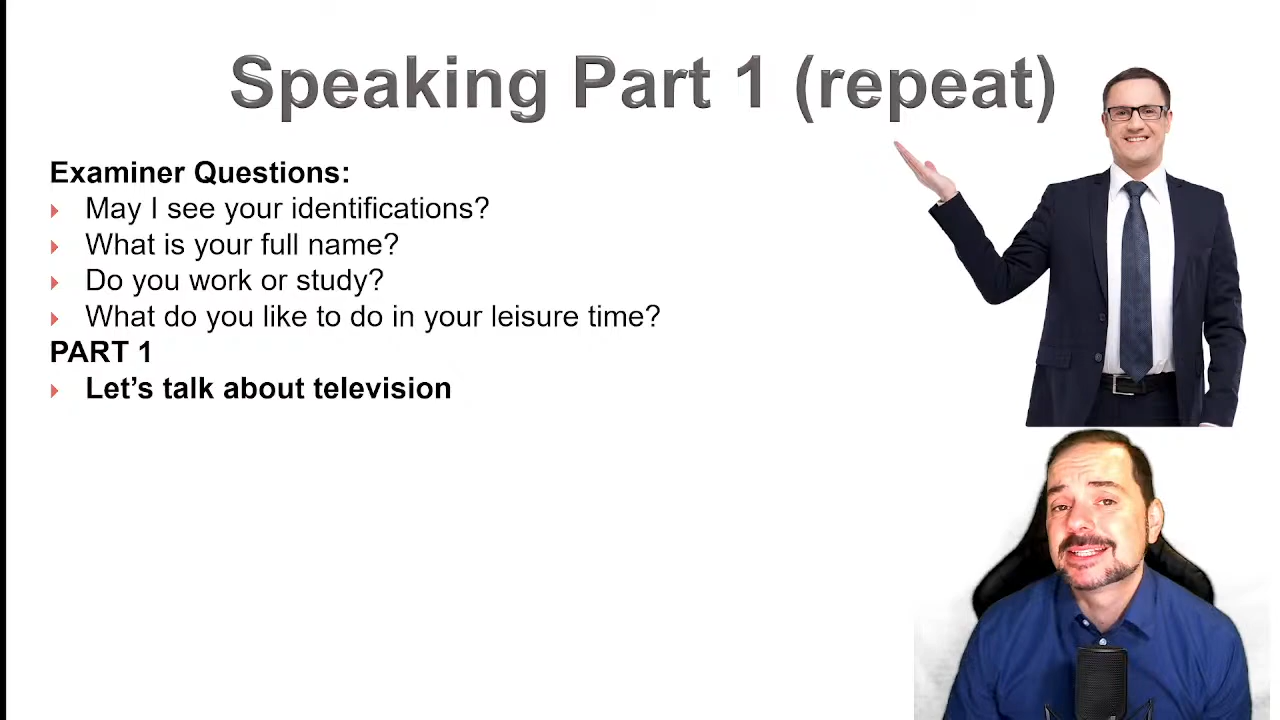 Speaking Part 1 (repeat)
Examiner Questions:
May I see your identifications?
What is your full name?
Do you work or study?
What do you like to do in your leisure time?
PART 1
Let’s talk about television